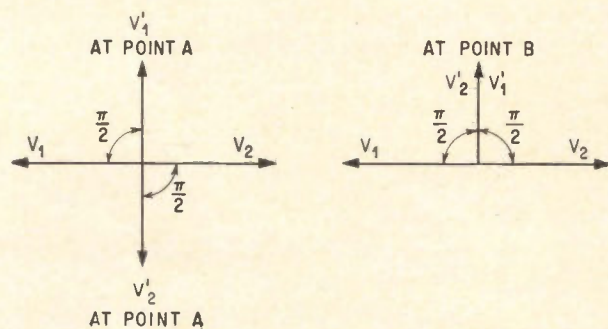 V'₁
AT POINT A
π/2
V₁
V₂
π/2
V'₂
AT POINT A
AT POINT B
V'₂ V'₁
π/2 π/2
V₁
V₂